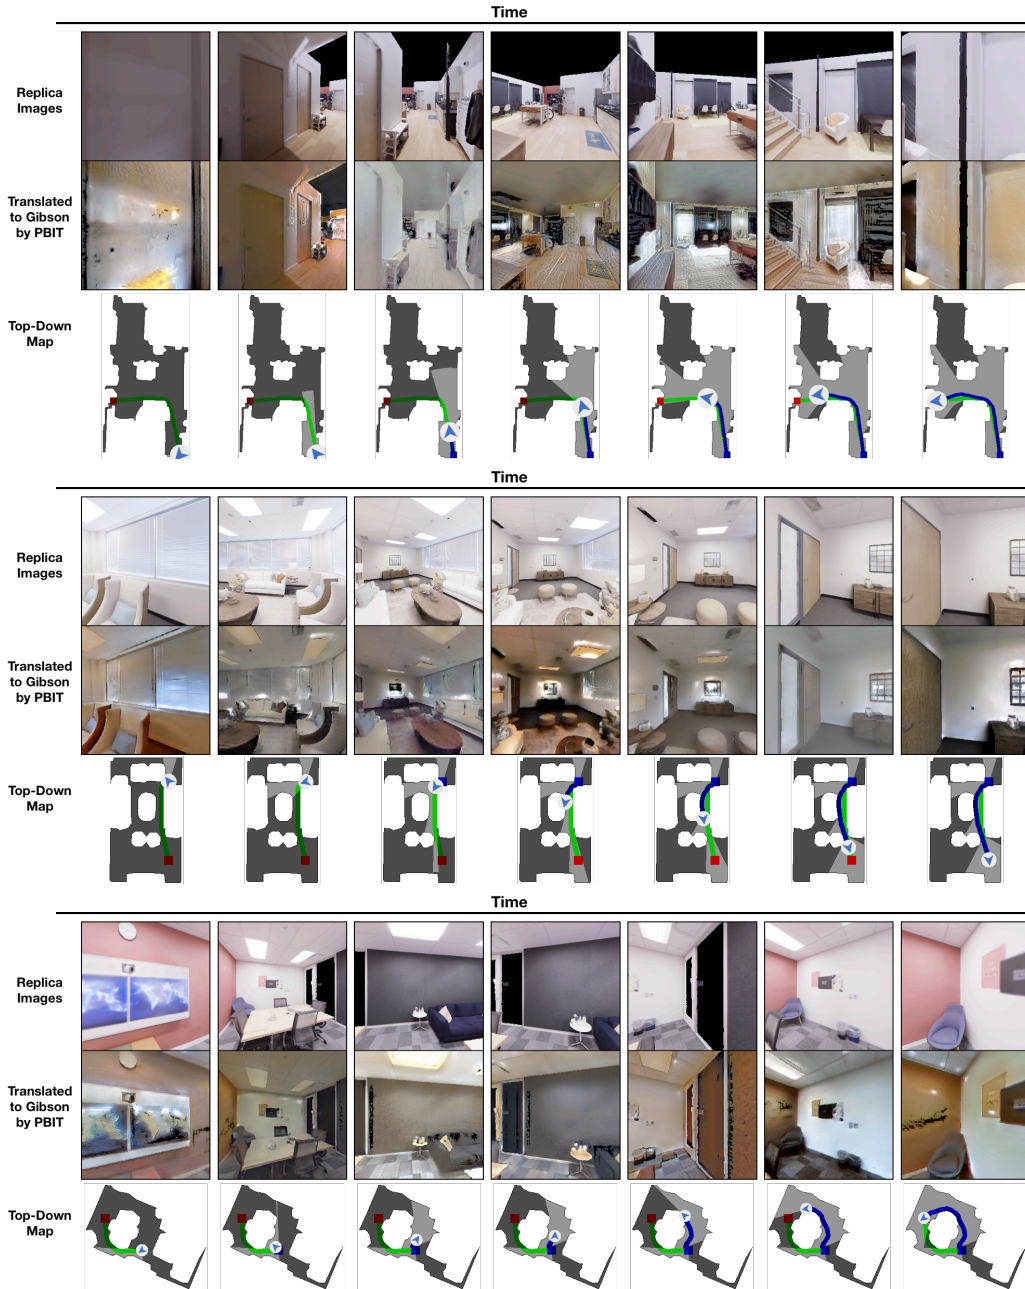 Time
Replica
Images
Translated
to Gibson
by PBIT
Top-Down
Map
Time
Replica
Images
Translated
to Gibson
by PBIT
Top-Down
Map
Time
Replica
Images
Translated
to Gibson
by PBIT
Top-Down
Map